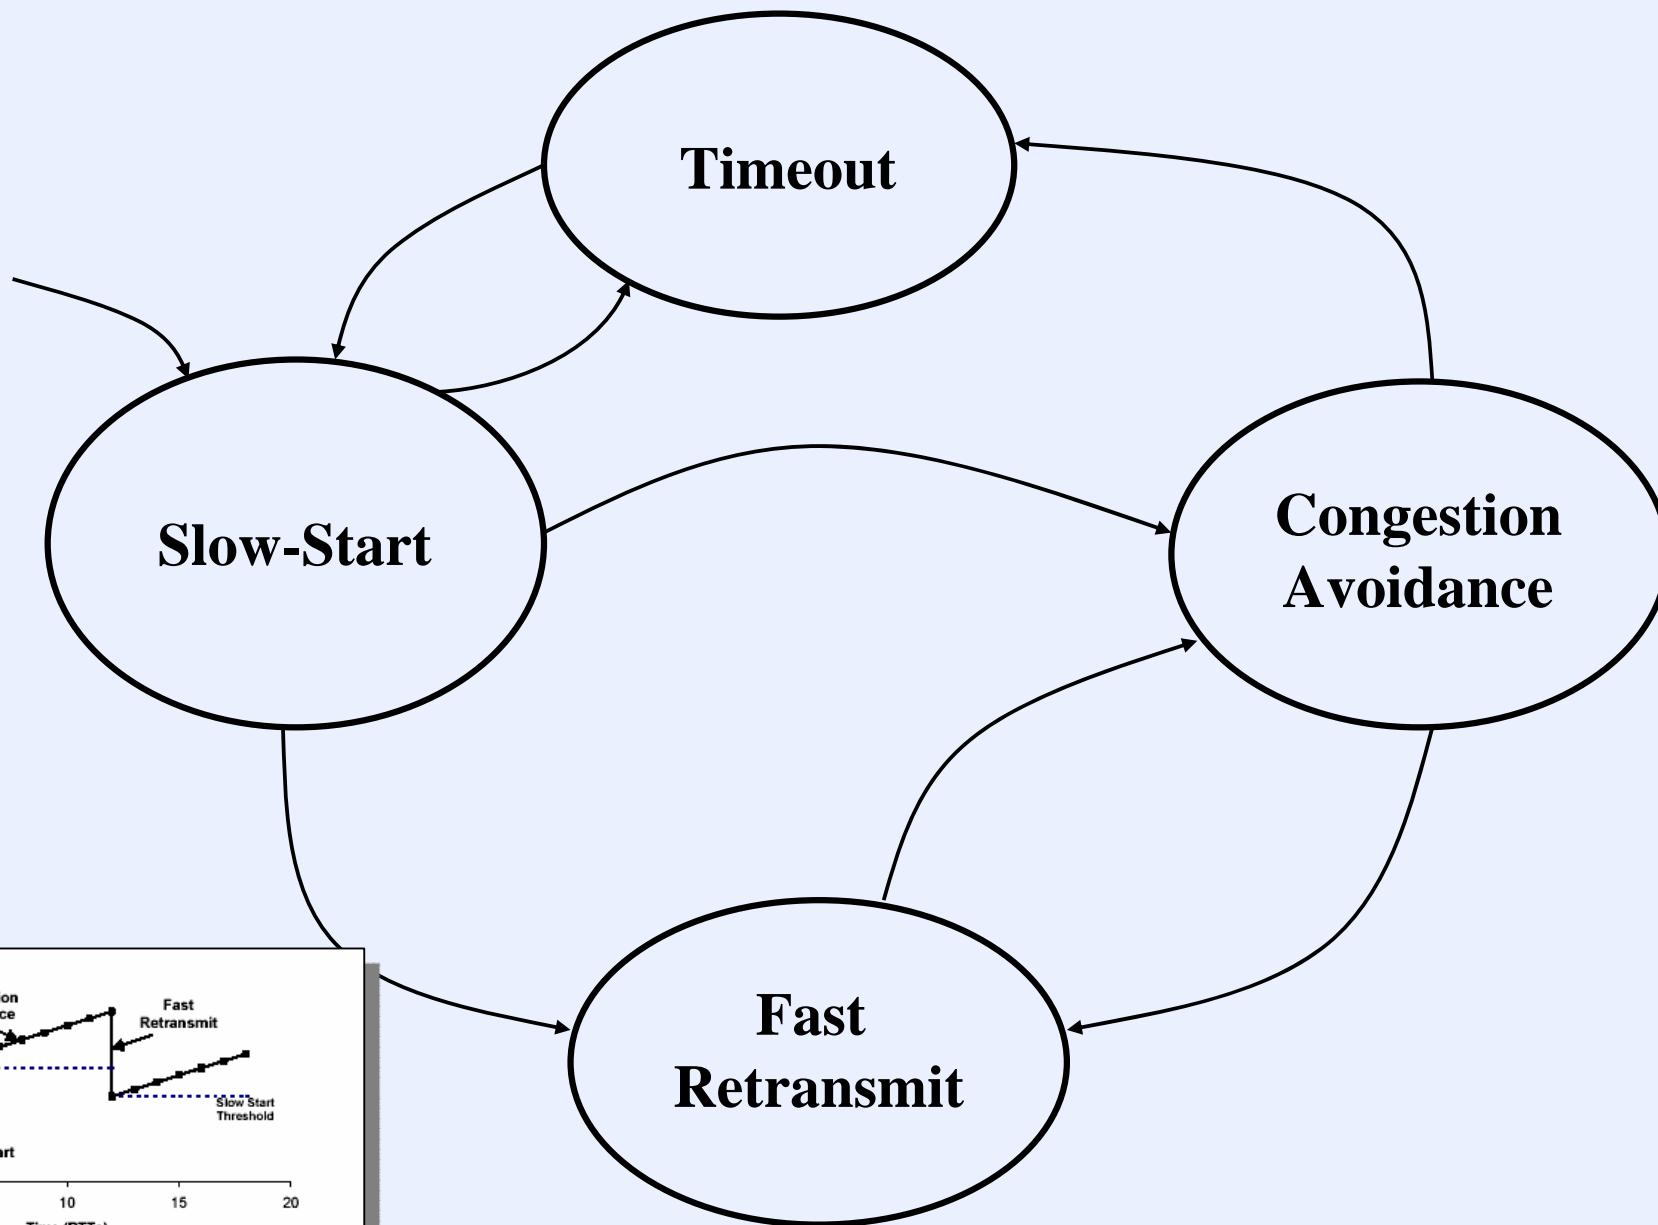 Timeout
Slow-Start
Congestion
Avoidance
Fast
Retransmit
Fast
Retransmit
Slow Start
Threshold
10
15
20